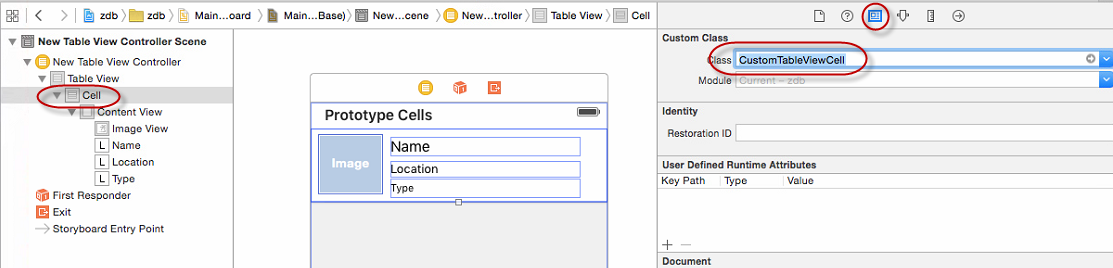 zdb zdb Main...oard Main...Base) New...cene New...troller Table View Cell
New Table View Controller Scene
New Table View Controller
Table View
Cell
Content View
Image View
L Name
L Location
L Type
First Responder
Exit
Storyboard Entry Point
Prototype Cells
Image
Name
Location
Type
Custom Class
Class CustomTableViewCell
Module Current – zdb
Identity
Restoration ID
User Defined Runtime Attributes
Key Path Type Value
Document